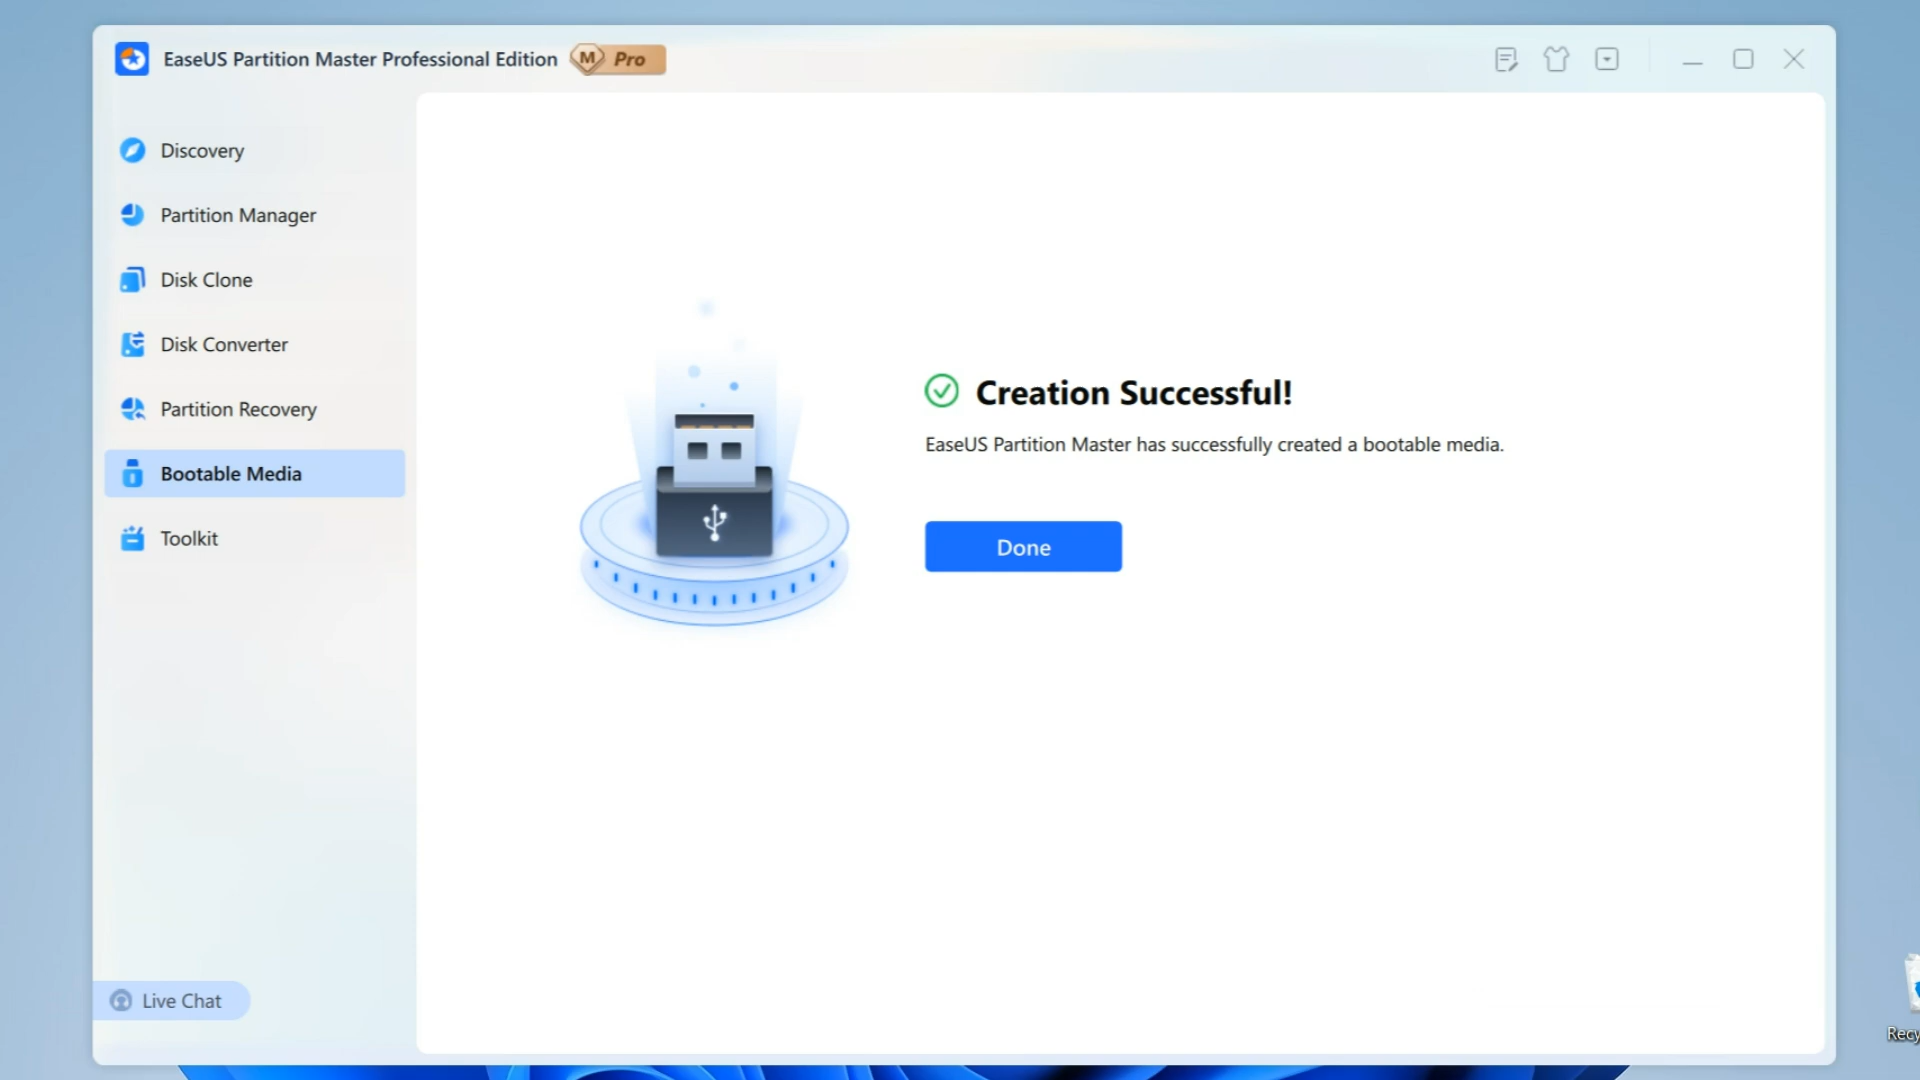 EaseUS Partition Master Professional Edition
M Pro
Discovery
Partition Manager
Disk Clone
Disk Converter
Partition Recovery
Bootable Media
Toolkit
Creation Successful!
EaseUS Partition Master has successfully created a bootable media.
Done
Live Chat
Recy